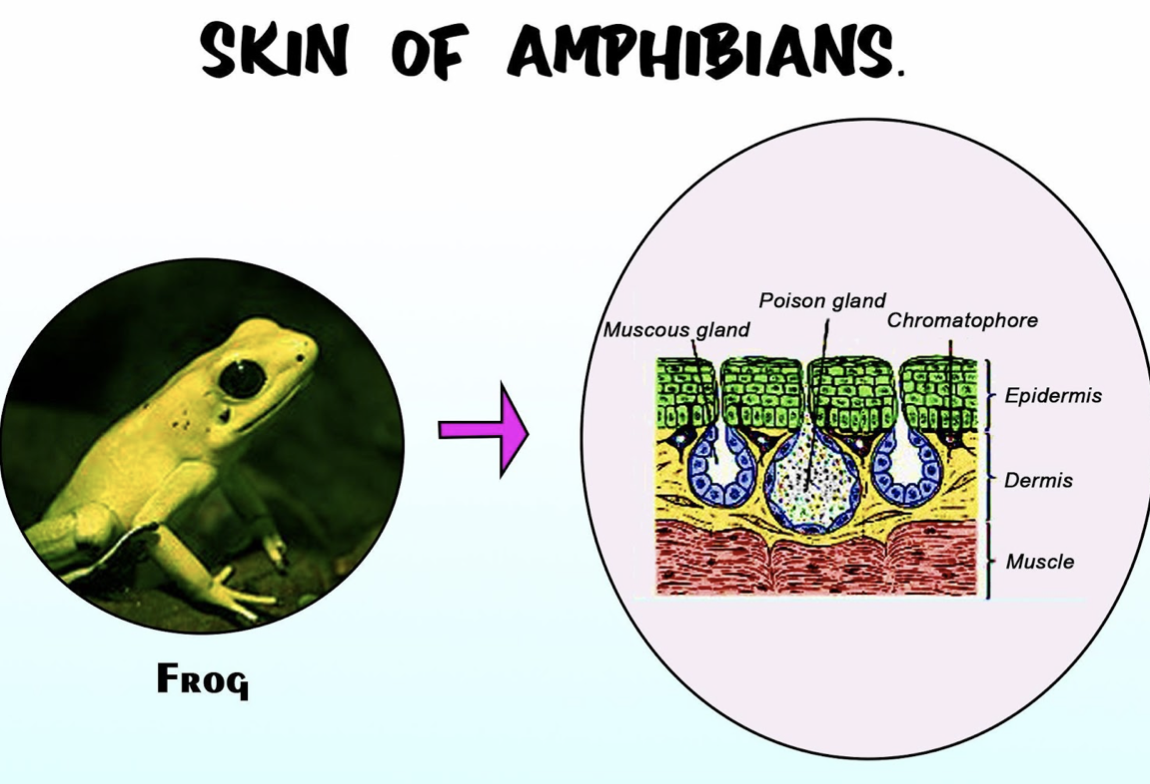 SKIN OF AMPHIBIANS.
Poison gland
Muscous gland
Chromatophore
Epidermis
Dermis
Muscle
FROG